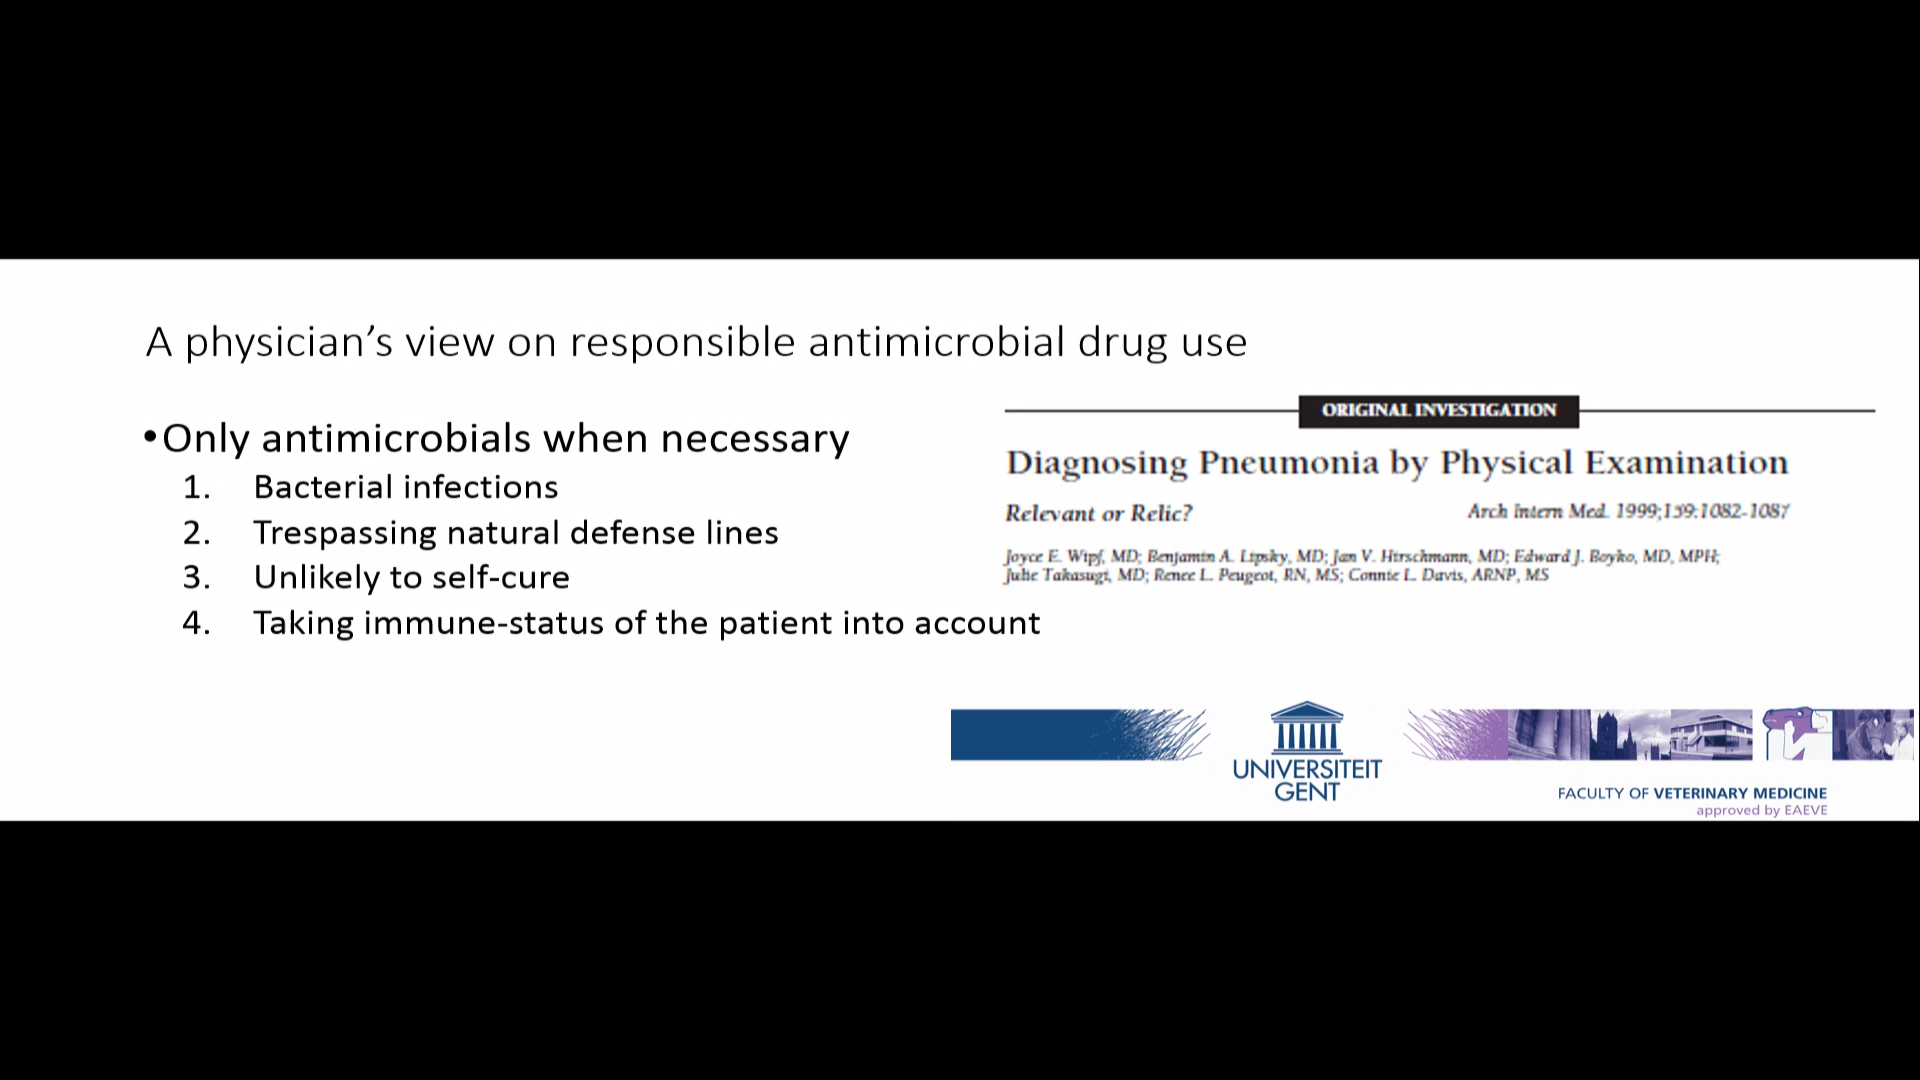 A physician’s view on responsible antimicrobial drug use
•Only antimicrobials when necessary
1. Bacterial infections
2. Trespassing natural defense lines
3. Unlikely to self-cure
4. Taking immune-status of the patient into account
ORIGINAL INVESTIGATION
Diagnosing Pneumonia by Physical Examination
Relevant or Relic? Arch Intern Med. 1999;159:1082-1087
Joyce E. Wipf, MD; Benjamin A. Lipsky, MD; Jan V. Hirschmann, MD; Edward J. Boyko, MD, MPH;
Julie Takasugi, MD; Renee L. Peugeot, RN, MS; Connie L. Davis, ARNP, MS
UNIVERSITEIT
GENT
FACULTY OF VETERINARY MEDICINE
approved by EAEVE